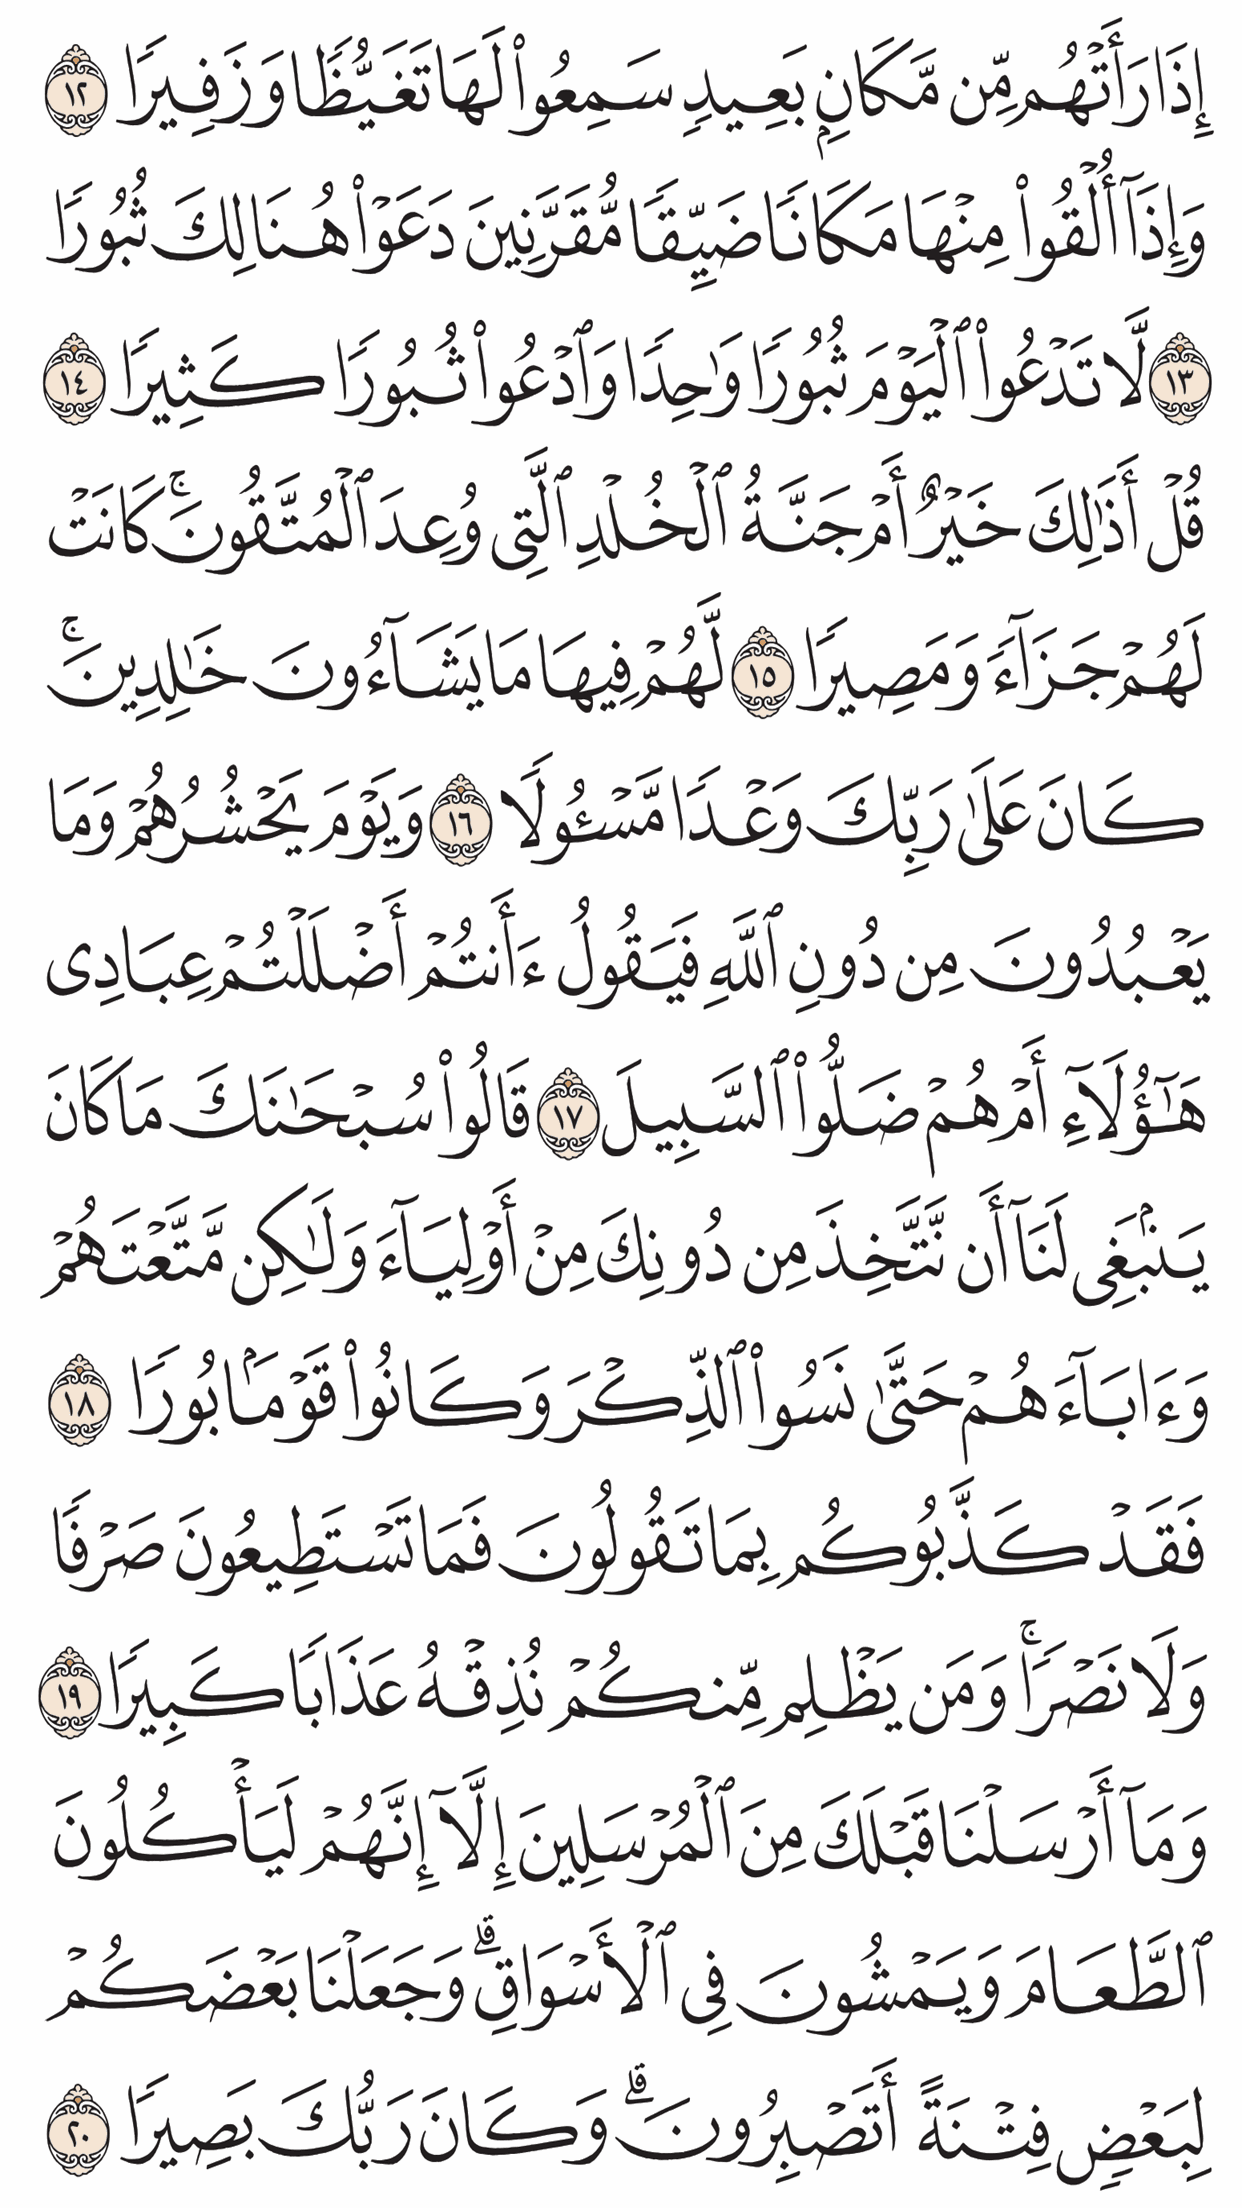 إِذَا رَأَتْهُم مِّن مَّكَانٍۭ بَعِيدٖ سَمِعُواْ لَهَا تَغَيُّظٗا وَزَفِيرٗا ١٢
وَإِذَآ أُلۡقُواْ مِنۡهَا مَكَانٗا ضَيِّقٗا مُّقَرَّنِينَ دَعَوۡاْ هُنَالِكَ ثُبُورٗا
١٣ لَّا تَدۡعُواْ ٱلۡيَوۡمَ ثُبُورٗا وَٰحِدٗا وَٱدۡعُواْ ثُبُورٗا كَثِيرٗا ١٤
قُلۡ أَذَٰلِكَ خَيۡرٌ أَمۡ جَنَّةُ ٱلۡخُلۡدِ ٱلَّتِي وُعِدَ ٱلۡمُتَّقُونَۚ كَانَتۡ
لَهُمۡ جَزَآءٗ وَمَصِيرٗا ١٥ لَّهُمۡ فِيهَا مَا يَشَآءُونَ خَٰلِدِينَۚ
كَانَ عَلَىٰ رَبِّكَ وَعۡدٗا مَّسۡـُٔولٗا ١٦ وَيَوۡمَ يَحۡشُرُهُمۡ وَمَا
يَعۡبُدُونَ مِن دُونِ ٱللَّهِ فَيَقُولُ ءَأَنتُمۡ أَضۡلَلۡتُمۡ عِبَادِي
هَٰٓؤُلَآءِ أَمۡ هُمۡ ضَلُّواْ ٱلسَّبِيلَ ١٧ قَالُواْ سُبۡحَٰنَكَ مَا كَانَ
يَنۢبَغِي لَنَآ أَن نَّتَّخِذَ مِن دُونِكَ مِنۡ أَوۡلِيَآءَ وَلَٰكِن مَّتَّعۡتَهُمۡ
وَءَابَآءَهُمۡ حَتَّىٰ نَسُواْ ٱلذِّكۡرَ وَكَانُواْ قَوۡمَۢا بُورٗا ١٨
فَقَدۡ كَذَّبُوكُم بِمَا تَقُولُونَ فَمَا تَسۡتَطِيعُونَ صَرۡفٗا
وَلَا نَصۡرٗاۚ وَمَن يَظۡلِم مِّنكُمۡ نُذِقۡهُ عَذَابٗا كَبِيرٗا ١٩
وَمَآ أَرۡسَلۡنَا قَبۡلَكَ مِنَ ٱلۡمُرۡسَلِينَ إِلَّآ إِنَّهُمۡ لَيَأۡكُلُونَ
ٱلطَّعَامَ وَيَمۡشُونَ فِي ٱلۡأَسۡوَاقِۗ وَجَعَلۡنَا بَعۡضَكُمۡ
لِبَعۡضٖ فِتۡنَةً أَتَصۡبِرُونَۗ وَكَانَ رَبُّكَ بَصِيرٗا ٢٠